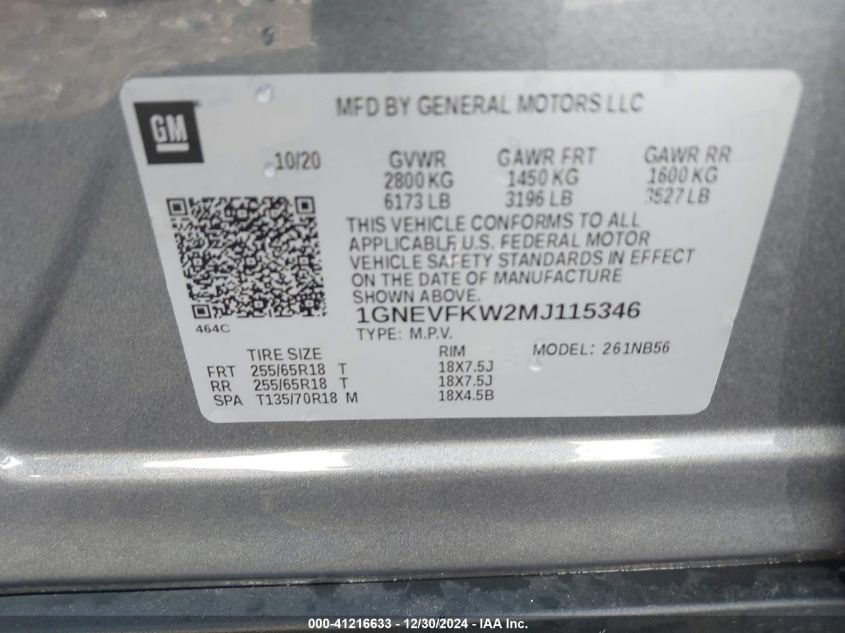 GM
MFD BY GENERAL MOTORS LLC
10/20 GVWR GAWR FRT GAWR RR
2800 KG 1450 KG 1600 KG
6173 LB 3196 LB 3527 LB
THIS VEHICLE CONFORMS TO ALL
APPLICABLE U.S. FEDERAL MOTOR
VEHICLE SAFETY STANDARDS IN EFFECT
ON THE DATE OF MANUFACTURE
SHOWN ABOVE.
464C
1GNEVFKW2MJ115346
TYPE: M.P.V.
TIRE SIZE RIM MODEL: 261NB56
FRT 255/65R18 T 18X7.5J
RR 255/65R18 T 18X7.5J
SPA T135/70R18 M 18X4.5B
000-41216633 - 12/30/2024 - IAA Inc.